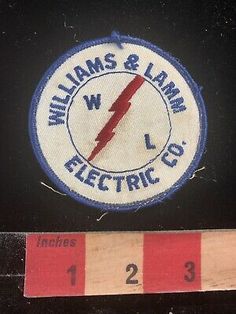 WILLIAMS & LAMM
W
L
ELECTRIC CO.
Inches
1 2 3